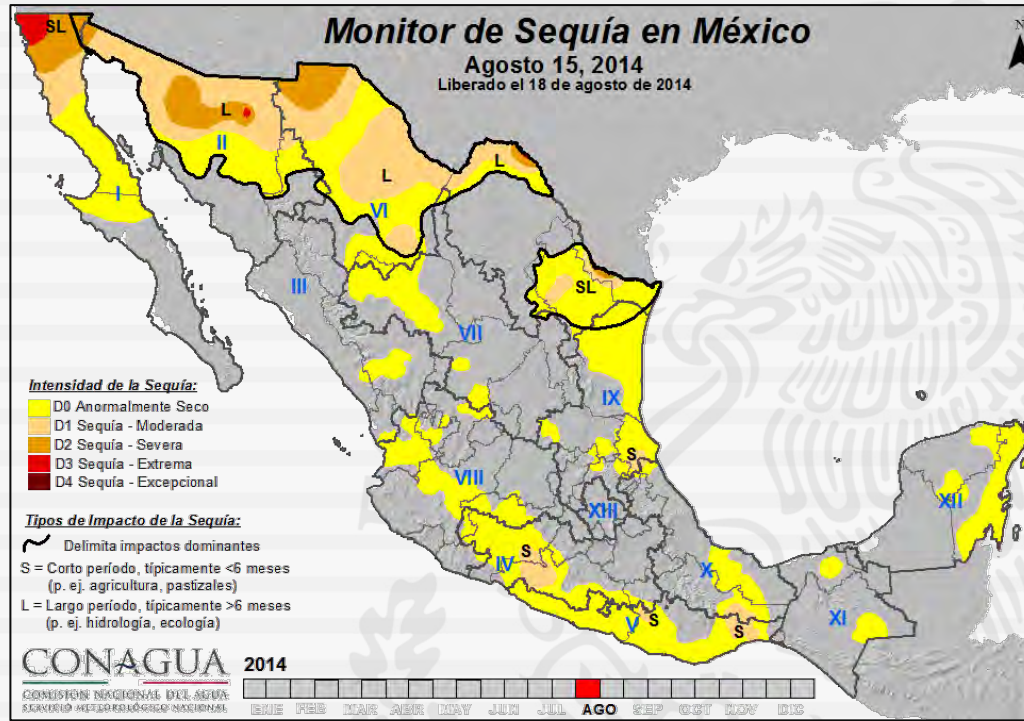 Monitor de Sequía en México
Agosto 15, 2014
Liberado el 18 de agosto de 2014
N
SL
L
II
L
L
I
VI
III
SL
VII
IX
S
VIII
XIII
XII
S
IV
X
V
S
S
XI
Intensidad de la Sequía:
D0 Anormalmente Seco
D1 Sequía - Moderada
D2 Sequía - Severa
D3 Sequía - Extrema
D4 Sequía - Excepcional
Tipos de Impacto de la Sequía:
Delimita impactos dominantes
S = Corto período, típicamente <6 meses
(p. ej. agricultura, pastizales)
L = Largo período, típicamente >6 meses
(p. ej. hidrología, ecología)
CONAGUA
COMISIÓN NACIONAL DEL AGUA
SERVICIO METEOROLÓGICO NACIONAL
2014
ENE FEB MAR ABR MAY JUN JUL AGO SEP OCT NOV DIC